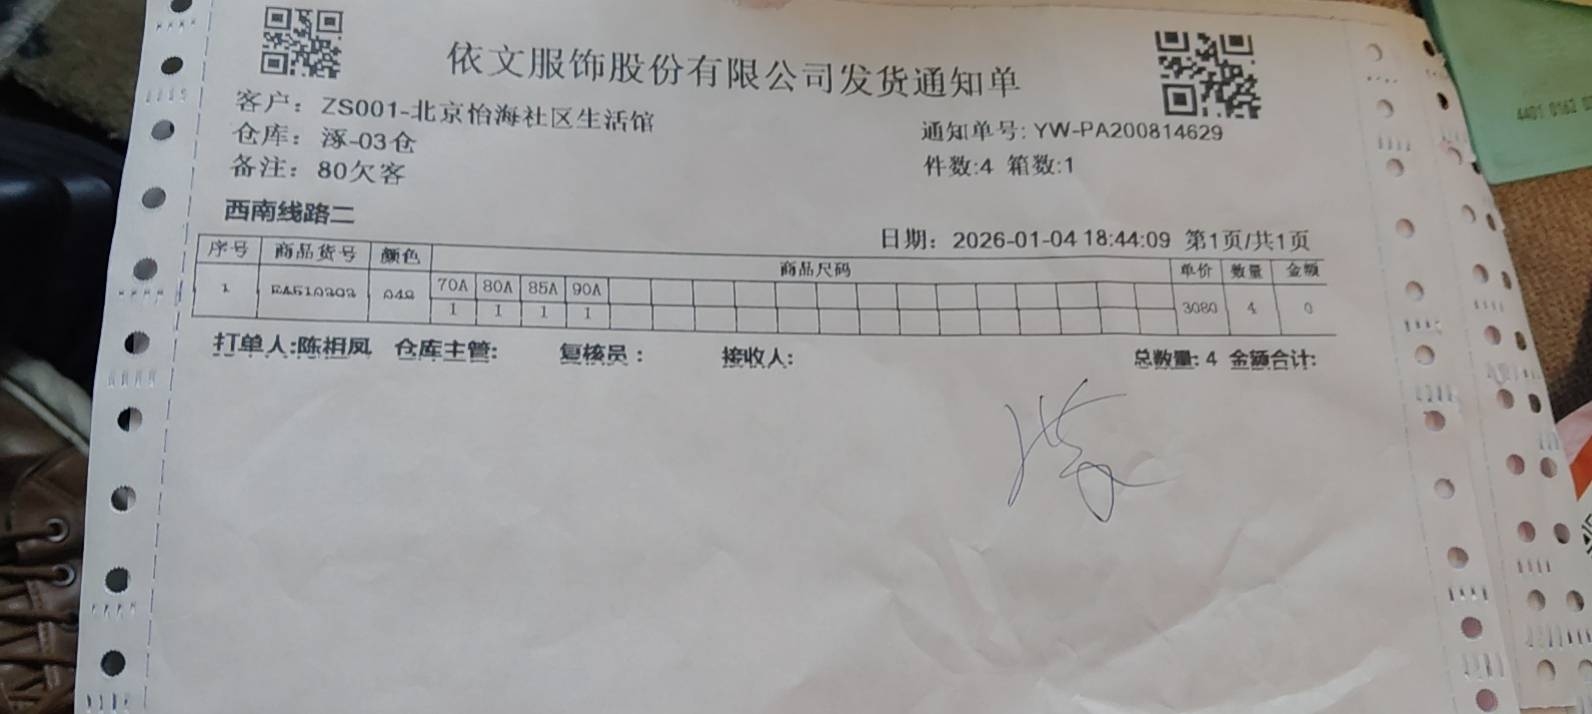 依文服饰股份有限公司发货通知单
客户: ZS001-北京怡海社区生活馆
仓库: 涿-03仓
通知单号: YW-PA200814629
备注: 80欠客
件数:4 箱数:1
西南线路二
日期: 2026-01-04 18:44:09 第1页/共1页
序号 商品货号 颜色 商品尺码 单价 数量 金额
70A 80A 85A 90A
1 3080 4 0
1 1 1 1
打单人:陈相凤 仓库主管: 复核员: 接收人: 总数量: 4 金额合计:
4401 0162